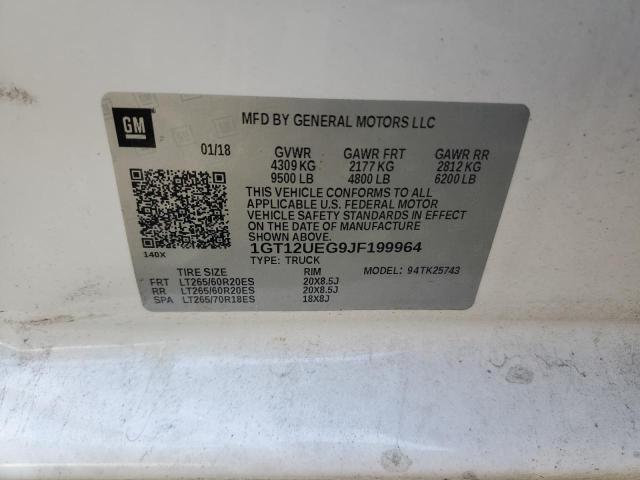 GM
MFD BY GENERAL MOTORS LLC
01/18 GVWR GAWR FRT GAWR RR
4309 KG 2177 KG 2812 KG
9500 LB 4800 LB 6200 LB
THIS VEHICLE CONFORMS TO ALL
APPLICABLE U.S. FEDERAL MOTOR
VEHICLE SAFETY STANDARDS IN EFFECT
ON THE DATE OF MANUFACTURE
SHOWN ABOVE.
1GT12UEG9JF199964
140X
TYPE: TRUCK
TIRE SIZE RIM MODEL: 94TK25743
FRT LT265/60R20ES 20X8.5J
RR LT265/60R20ES 20X8.5J
SPA LT265/70R18ES 18X8J